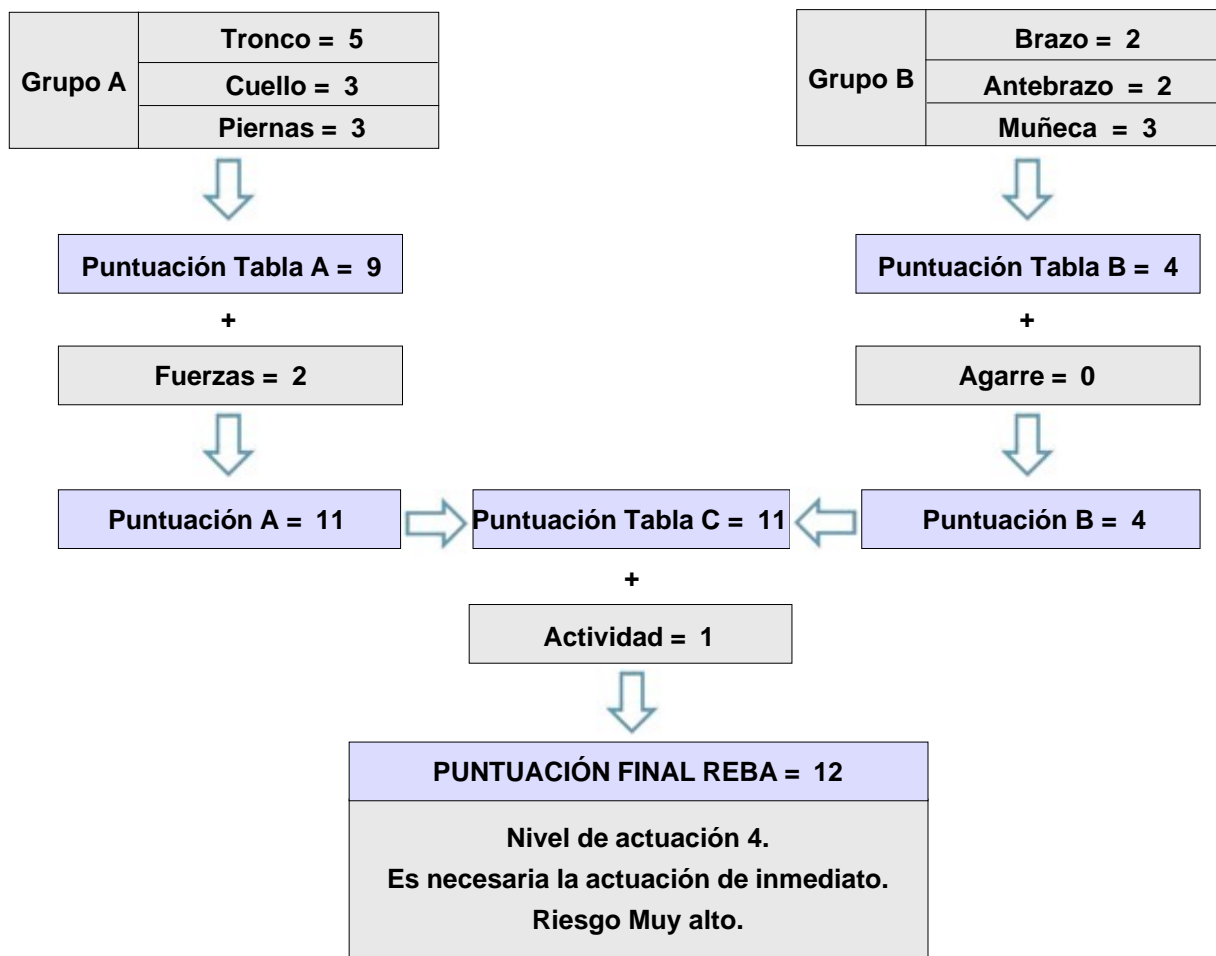 Grupo A
Tronco = 5
Cuello = 3
Piernas = 3
Grupo B
Brazo = 2
Antebrazo = 2
Muñeca = 3
Puntuación Tabla A = 9
Puntuación Tabla B = 4
+
+
Fuerzas = 2
Agarre = 0
Puntuación A = 11
Puntuación Tabla C = 11
Puntuación B = 4
+
Actividad = 1
PUNTUACIÓN FINAL REBA = 12
Nivel de actuación 4.
Es necesaria la actuación de inmediato.
Riesgo Muy alto.